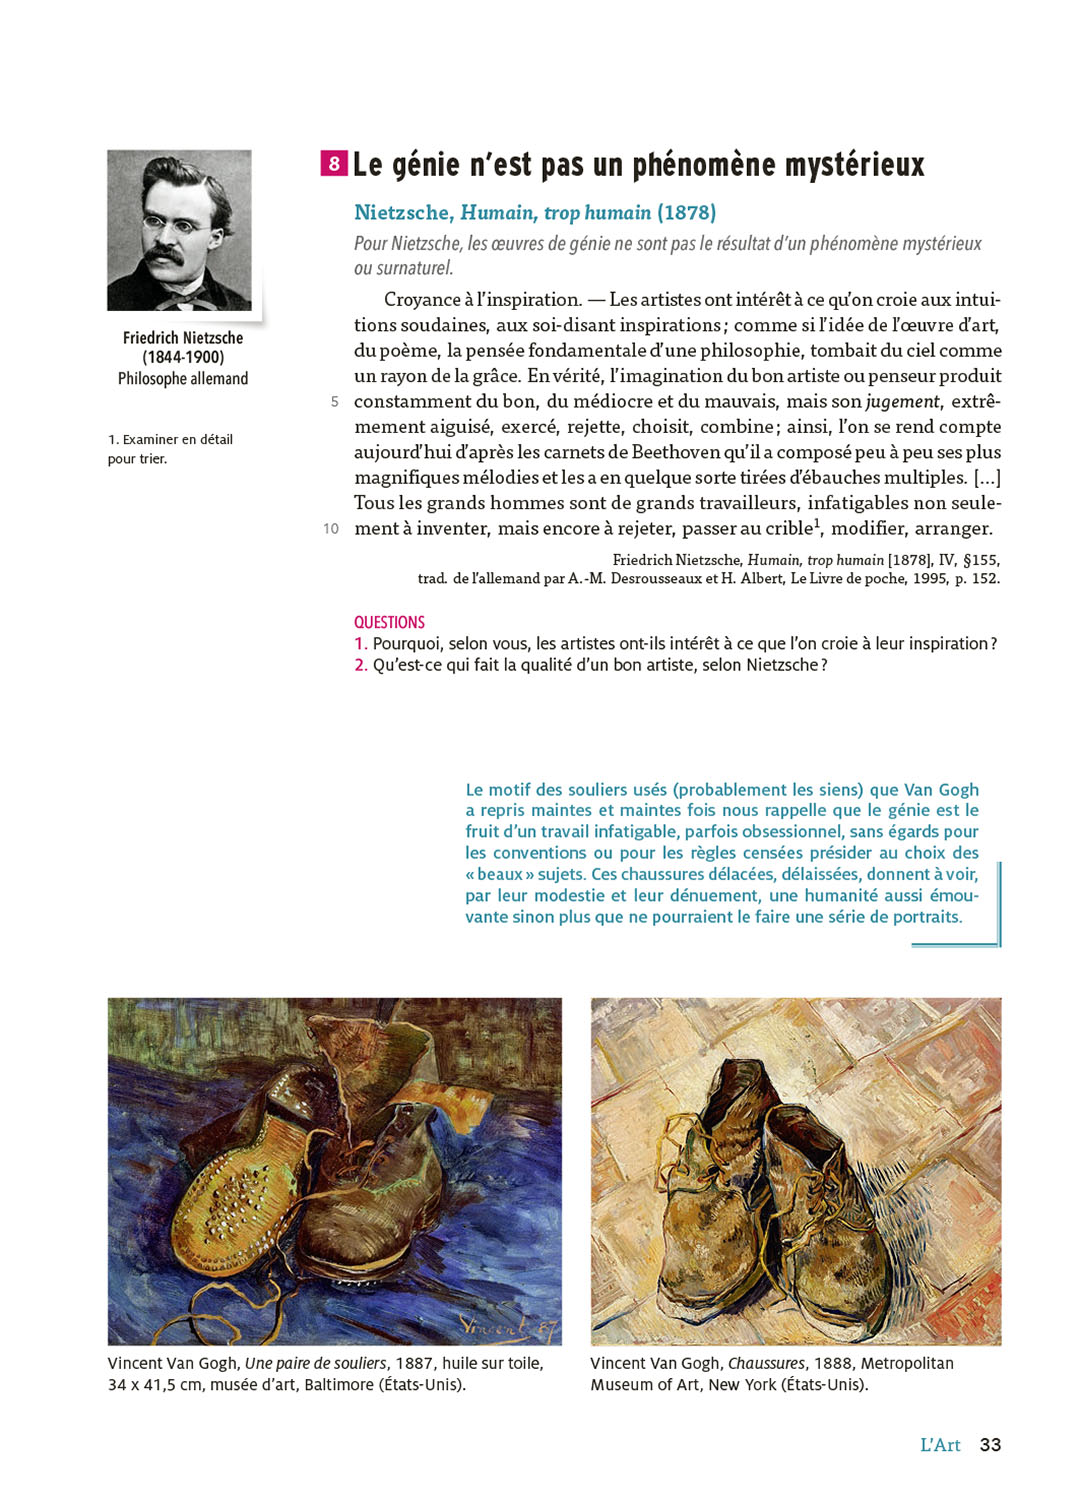 8 Le génie n’est pas un phénomène mystérieux
Nietzsche, Humain, trop humain (1878)
Pour Nietzsche, les œuvres de génie ne sont pas le résultat d’un phénomène mystérieux
ou surnaturel.
Friedrich Nietzsche
(1844-1900)
Philosophe allemand
1. Examiner en détail
pour trier.
Croyance à l’inspiration. — Les artistes ont intérêt à ce qu’on croie aux intui-
tions soudaines, aux soi-disant inspirations ; comme si l’idée de l’œuvre d’art,
du poème, la pensée fondamentale d’une philosophie, tombait du ciel comme
un rayon de la grâce. En vérité, l’imagination du bon artiste ou penseur produit
5 constamment du bon, du médiocre et du mauvais, mais son jugement, extrê-
mement aiguisé, exercé, rejette, choisit, combine ; ainsi, l’on se rend compte
aujourd’hui d’après les carnets de Beethoven qu’il a composé peu à peu ses plus
magnifiques mélodies et les a en quelque sorte tirées d’ébauches multiples. [...]
Tous les grands hommes sont de grands travailleurs, infatigables non seule-
10 ment à inventer, mais encore à rejeter, passer au crible¹, modifier, arranger.
Friedrich Nietzsche, Humain, trop humain [1878], IV, §155,
trad. de l’allemand par A.-M. Desrousseaux et H. Albert, Le Livre de poche, 1995, p. 152.
QUESTIONS
1. Pourquoi, selon vous, les artistes ont-ils intérêt à ce que l’on croie à leur inspiration ?
2. Qu’est-ce qui fait la qualité d’un bon artiste, selon Nietzsche ?
Le motif des souliers usés (probablement les siens) que Van Gogh
a repris maintes et maintes fois nous rappelle que le génie est le
fruit d’un travail infatigable, parfois obsessionnel, sans égards pour
les conventions ou pour les règles censées présider au choix des
« beaux » sujets. Ces chaussures délacées, délaissées, donnent à voir,
par leur modestie et leur dénuement, une humanité aussi émou-
vante sinon plus que ne pourraient le faire une série de portraits.
Vincent 87
Vincent Van Gogh, Une paire de souliers, 1887, huile sur toile,
34 x 41,5 cm, musée d’art, Baltimore (États-Unis).
Vincent Van Gogh, Chaussures, 1888, Metropolitan
Museum of Art, New York (États-Unis).
L’Art 33